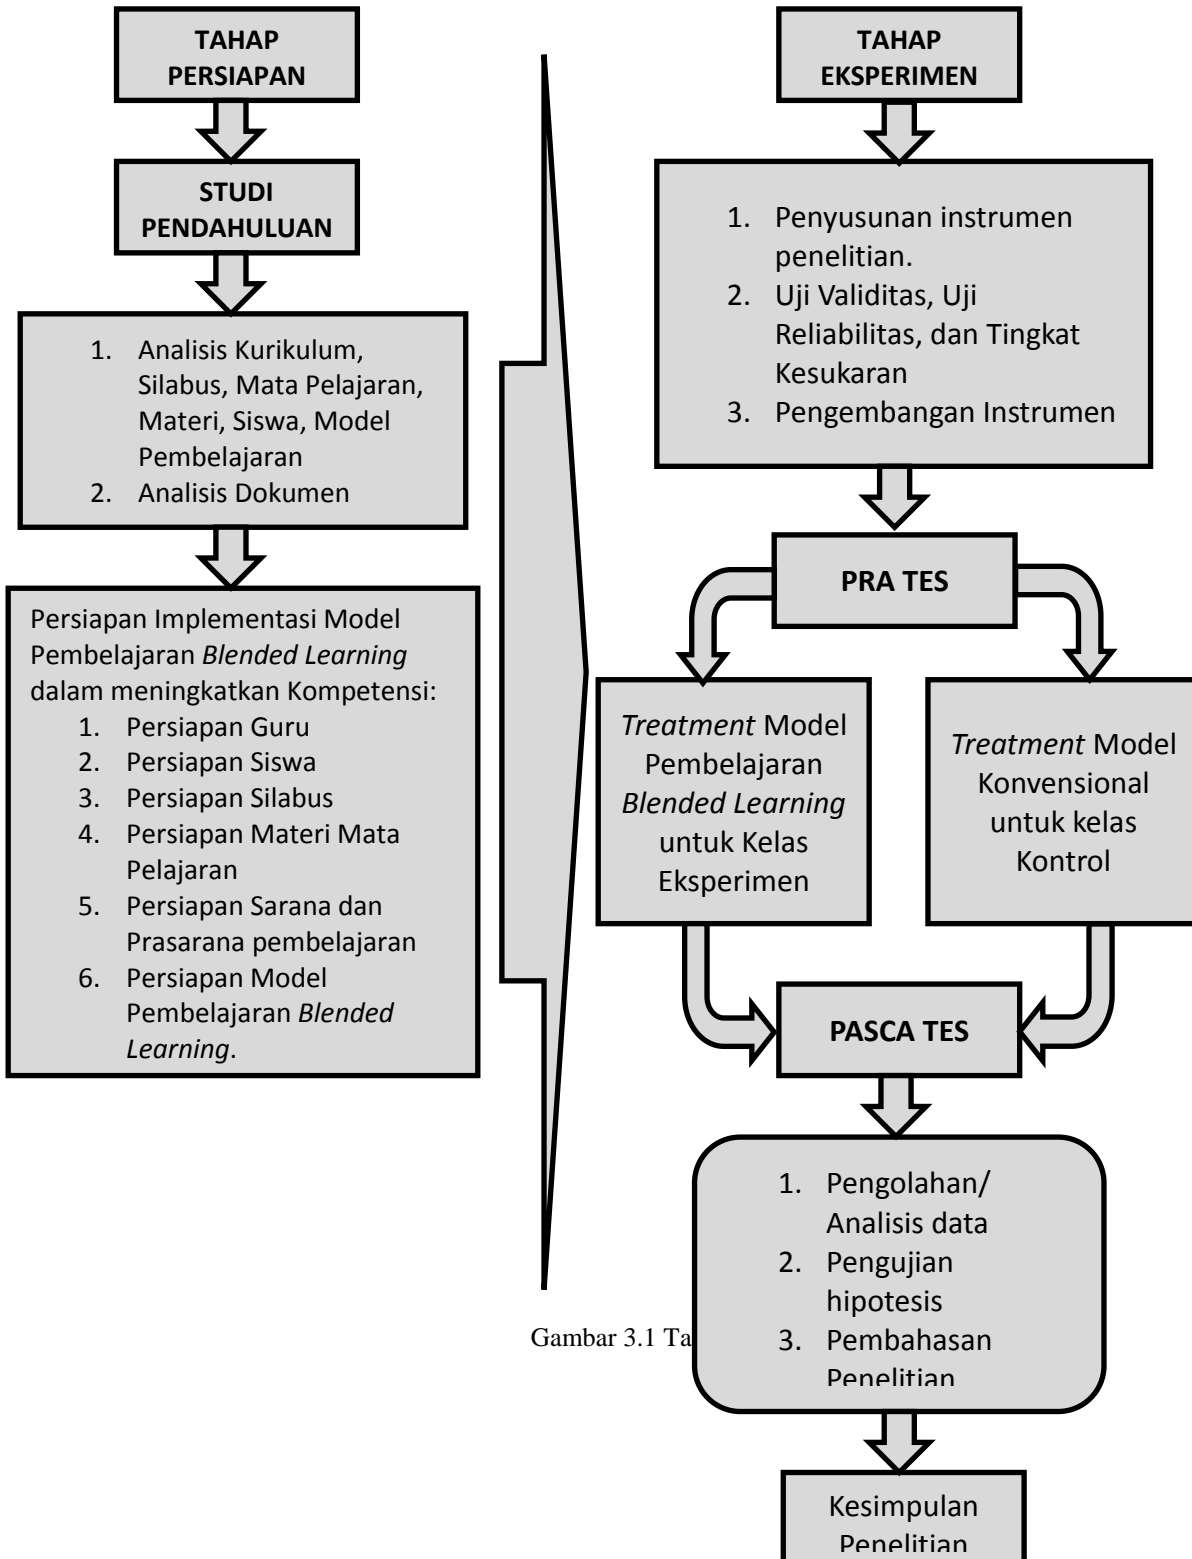 TAHAP
PERSIAPAN
STUDI
PENDAHULUAN
1. Analisis Kurikulum,
Silabus, Mata Pelajaran,
Materi, Siswa, Model
Pembelajaran
2. Analisis Dokumen
Persiapan Implementasi Model
Pembelajaran Blended Learning
dalam meningkatkan Kompetensi:
1. Persiapan Guru
2. Persiapan Siswa
3. Persiapan Silabus
4. Persiapan Materi Mata
Pelajaran
5. Persiapan Sarana dan
Prasarana pembelajaran
6. Persiapan Model
Pembelajaran Blended
Learning.
TAHAP
EKSPERIMEN
1. Penyusunan instrumen
penelitian.
2. Uji Validitas, Uji
Reliabilitas, dan Tingkat
Kesukaran
3. Pengembangan Instrumen
PRA TES
Treatment Model
Pembelajaran
Blended Learning
untuk Kelas
Eksperimen
Treatment Model
Konvensional
untuk kelas
Kontrol
PASCA TES
1. Pengolahan/
Analisis data
2. Pengujian
hipotesis
3. Pembahasan
Penelitian
Kesimpulan
Penelitian
Gambar 3.1 Ta